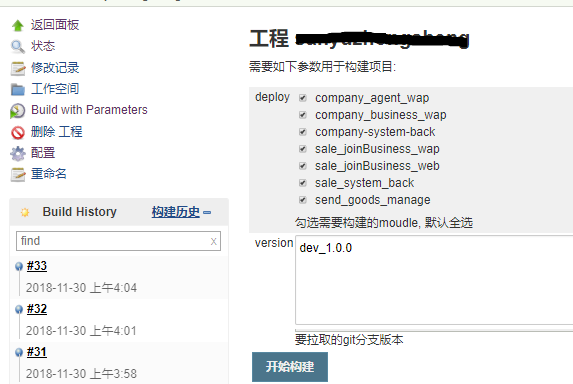 返回面板
状态
修改记录
工作空间
Build with Parameters
删除 工程
配置
重命名
Build History 构建历史
find x
#33
2018-11-30 上午4:04
#32
2018-11-30 上午4:01
#31
2018-11-30 上午3:58
工程
需要如下参数用于构建项目:
deploy
company_agent_wap
company_business_wap
company-system-back
sale_joinBusiness_wap
sale_joinBusiness_web
sale_system_back
send_goods_manage
勾选需要构建的moudle, 默认全选
version
dev_1.0.0
要拉取的git分支版本
开始构建